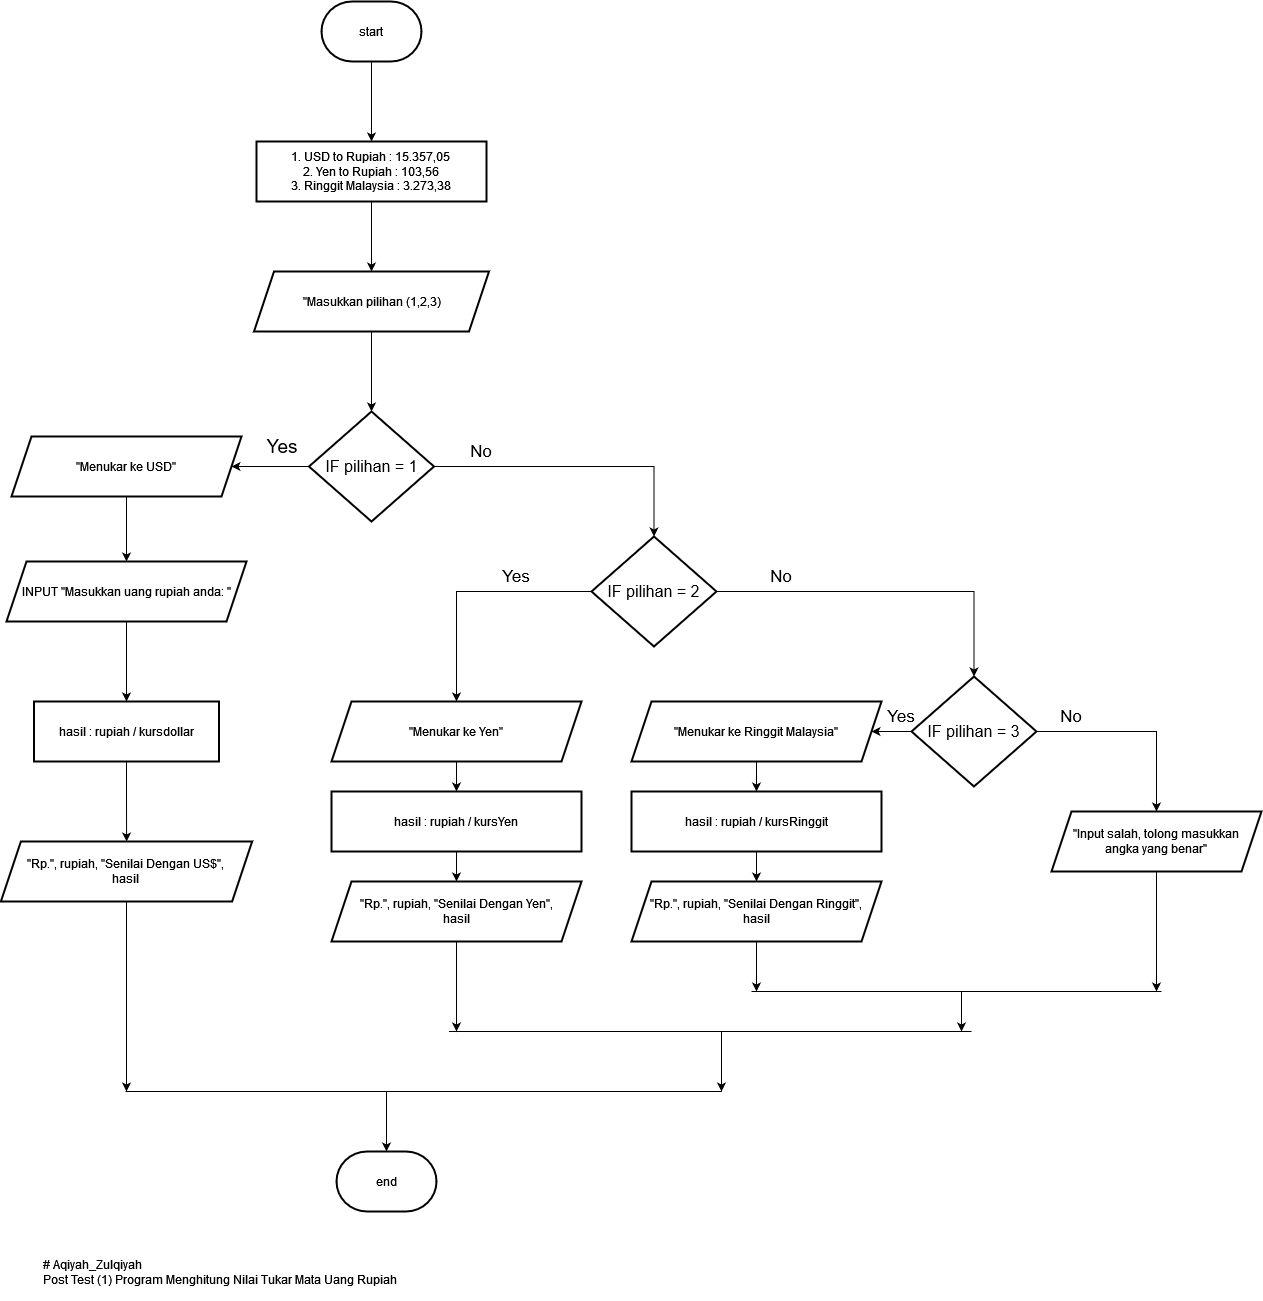 start
1. USD to Rupiah : 15.357,05
2. Yen to Rupiah : 103,56
3. Ringgit Malaysia : 3.273,38
"Masukkan pilihan (1,2,3)
IF pilihan = 1
Yes
No
"Menukar ke USD"
INPUT "Masukkan uang rupiah anda: "
hasil : rupiah / kursdollar
"Rp.", rupiah, "Senilai Dengan US$",
hasil
IF pilihan = 2
Yes
No
"Menukar ke Yen"
hasil : rupiah / kursYen
"Rp.", rupiah, "Senilai Dengan Yen",
hasil
IF pilihan = 3
Yes
No
"Menukar ke Ringgit Malaysia"
hasil : rupiah / kursRinggit
"Rp.", rupiah, "Senilai Dengan Ringgit",
hasil
"Input salah, tolong masukkan
angka yang benar"
end
# Aqiyah_Zulqiyah
Post Test (1) Program Menghitung Nilai Tukar Mata Uang Rupiah